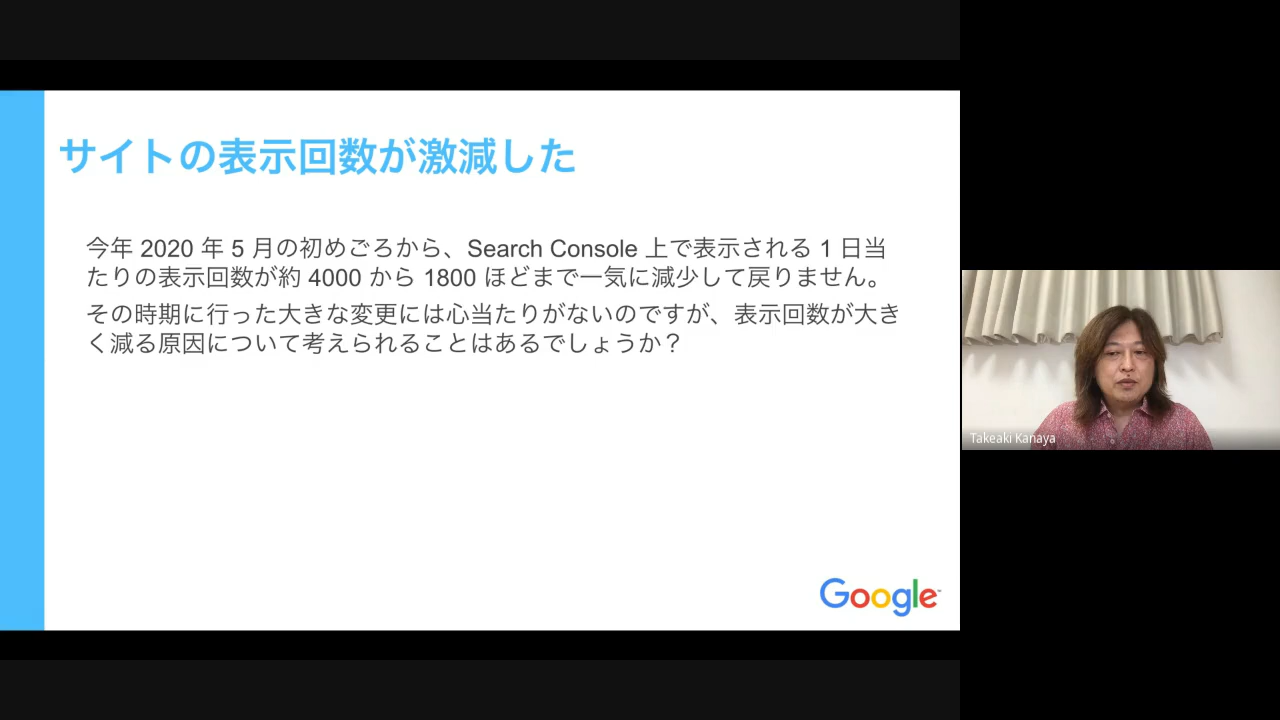 サイトの表示回数が激減した
今年 2020 年 5 月の初めごろから、Search Console 上で表示される 1 日当
たりの表示回数が約 4000 から 1800 ほどまで一気に減少して戻りません。
その時期に行った大きな変更には心当たりがないのですが、表示回数が大き
く減る原因について考えられることはあるでしょうか？
Google
Takeaki Kanaya